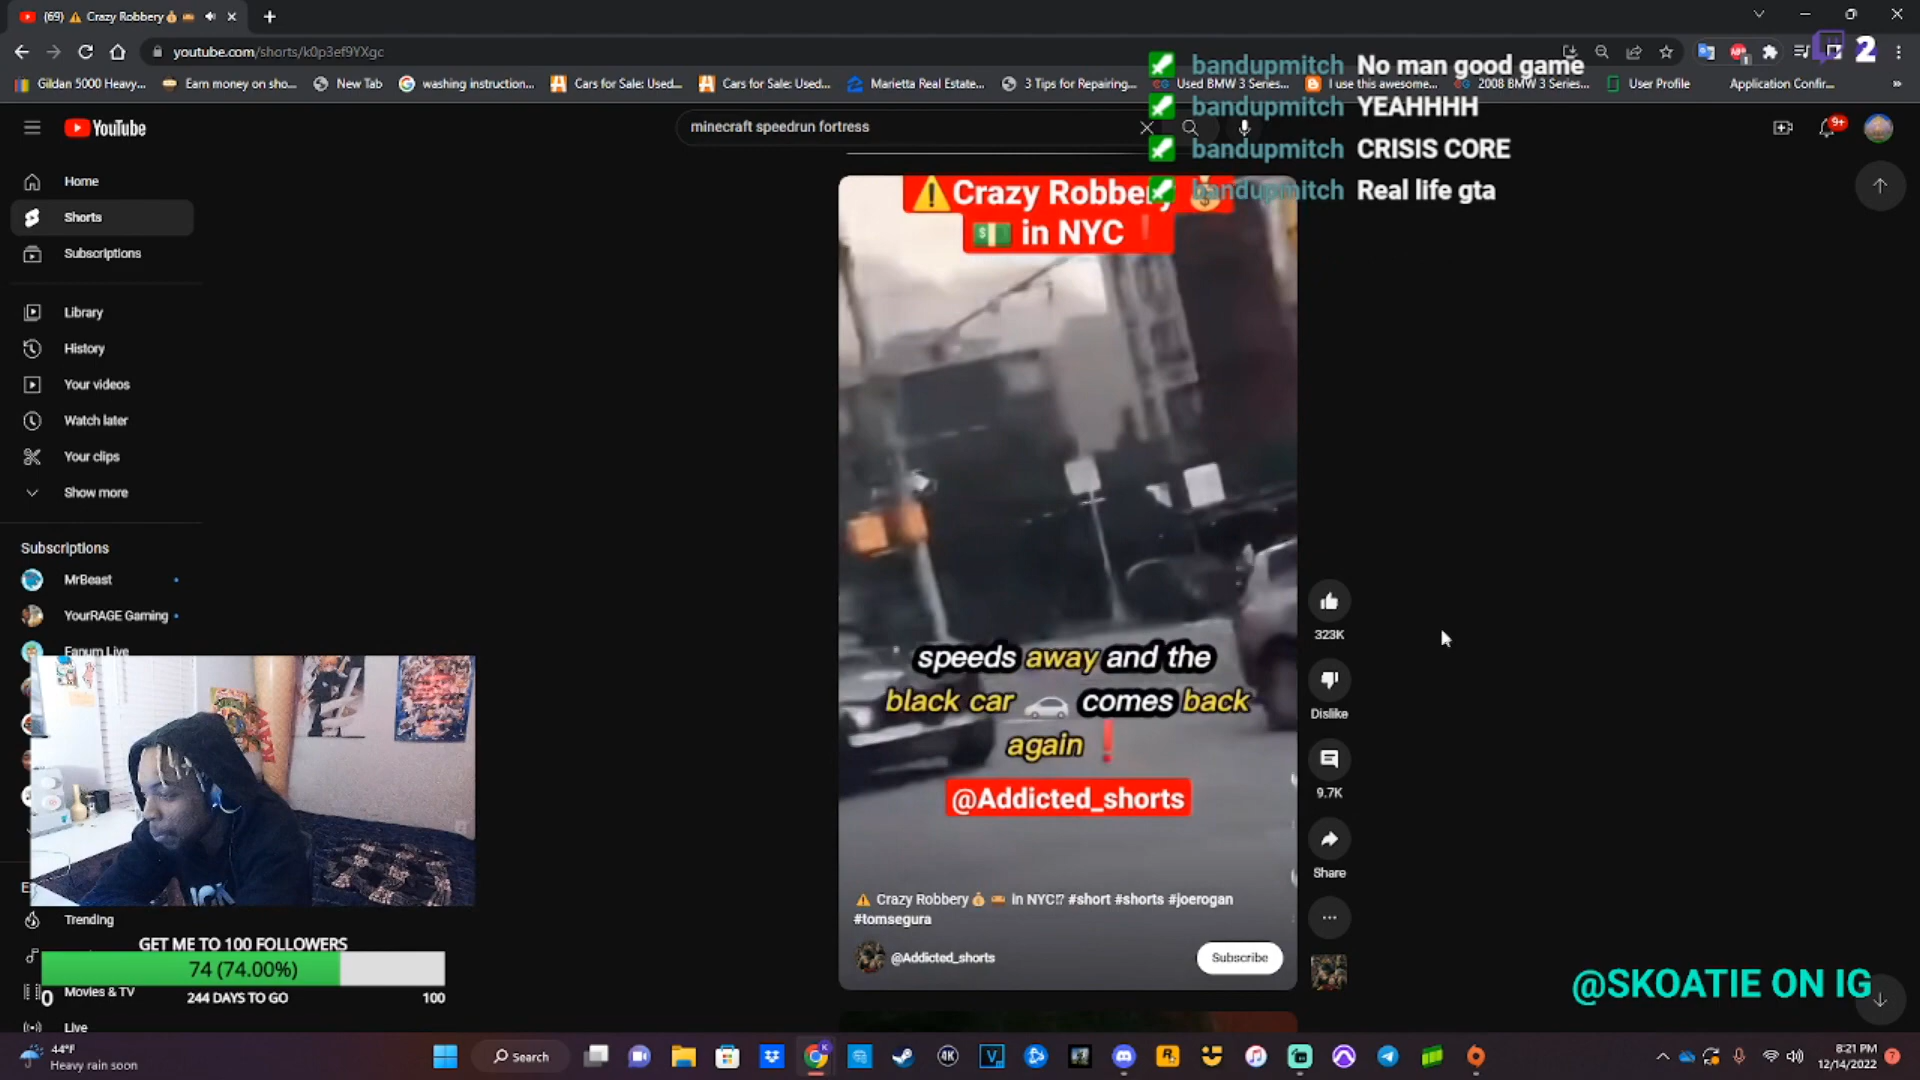 (69) ⚠ Crazy Robbery💰
youtube.com/shorts/k0p3ef9YXgc
2
Gildan 5000 Heavy...
Earn money on sho...
New Tab
washing instruction...
Cars for Sale: Used...
Cars for Sale: Used...
Marietta Real Estate...
3 Tips for Repairing...
Used BMW 3 Series...
I use this awesome...
2008 BMW 3 Series...
User Profile
Application Confir...
»
bandupmitch No man good game
bandupmitch YEAHHHH
bandupmitch CRISIS CORE
bandupmitch Real life gta
YouTube
minecraft speedrun fortress
9+
Home
Shorts
Subscriptions
Library
History
Your videos
Watch later
Your clips
Show more
Subscriptions
MrBeast
YourRAGE Gaming
Fanum Live
Trending
Movies & TV
Live
⚠Crazy Robbery💰
💵 in NYC❗
speeds away and the
black car 🚗 comes back
again❗
@Addicted_shorts
⚠ Crazy Robbery💰 in NYC⁉ #short #shorts #joerogan
#tomsegura
@Addicted_shorts
Subscribe
323K
Dislike
9.7K
Share
GET ME TO 100 FOLLOWERS
74 (74.00%)
0
244 DAYS TO GO
100
@SKOATIE ON IG
44°F
Heavy rain soon
Search
4K
8:21 PM
12/14/2022
7